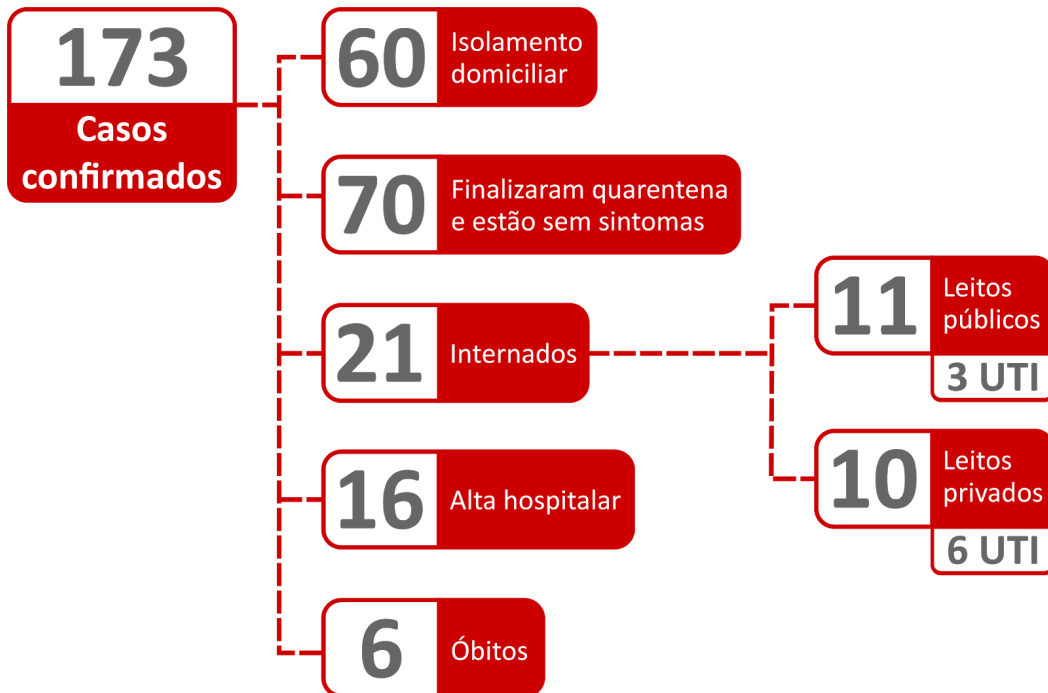 173
Casos
confirmados
60
Isolamento
domiciliar
70
Finalizaram quarentena
e estão sem sintomas
21
Internados
11
Leitos
públicos
3 UTI
10
Leitos
privados
6 UTI
16
Alta hospitalar
6
Óbitos